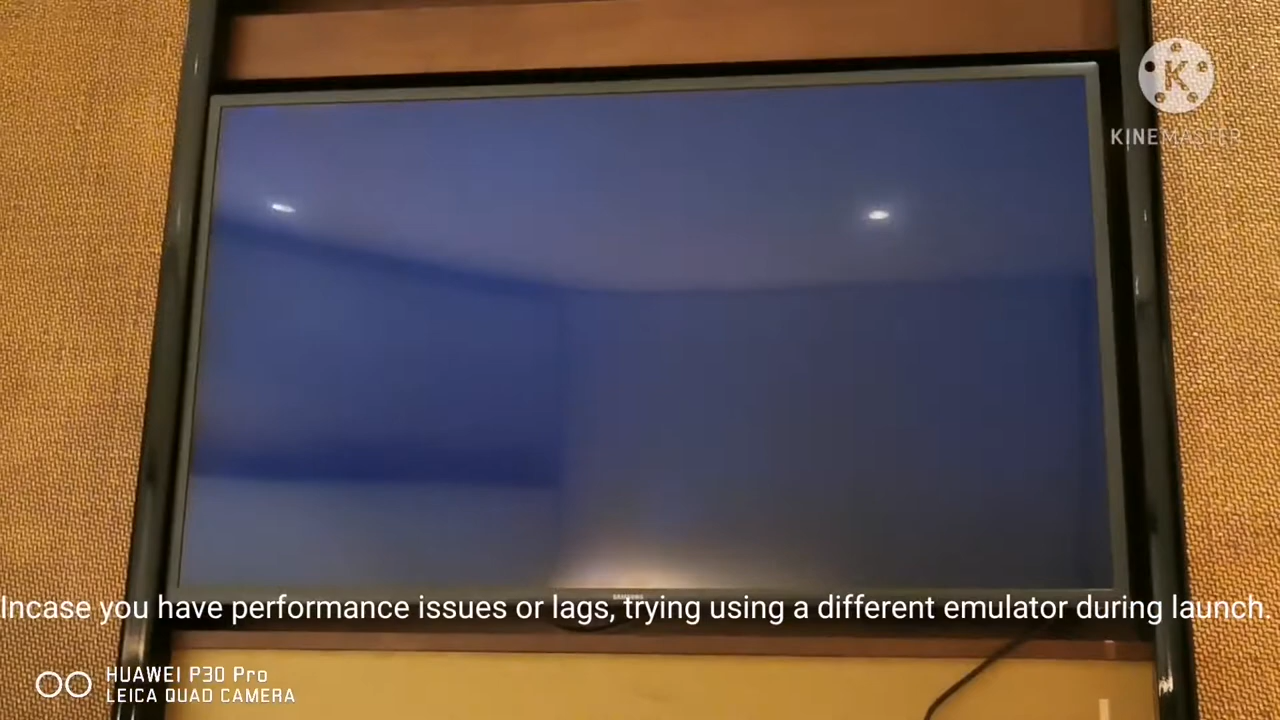 K
KINEMASTER
SAMSUNG
Incase you have performance issues or lags, trying using a different emulator during launch.
HUAWEI P30 Pro
LEICA QUAD CAMERA